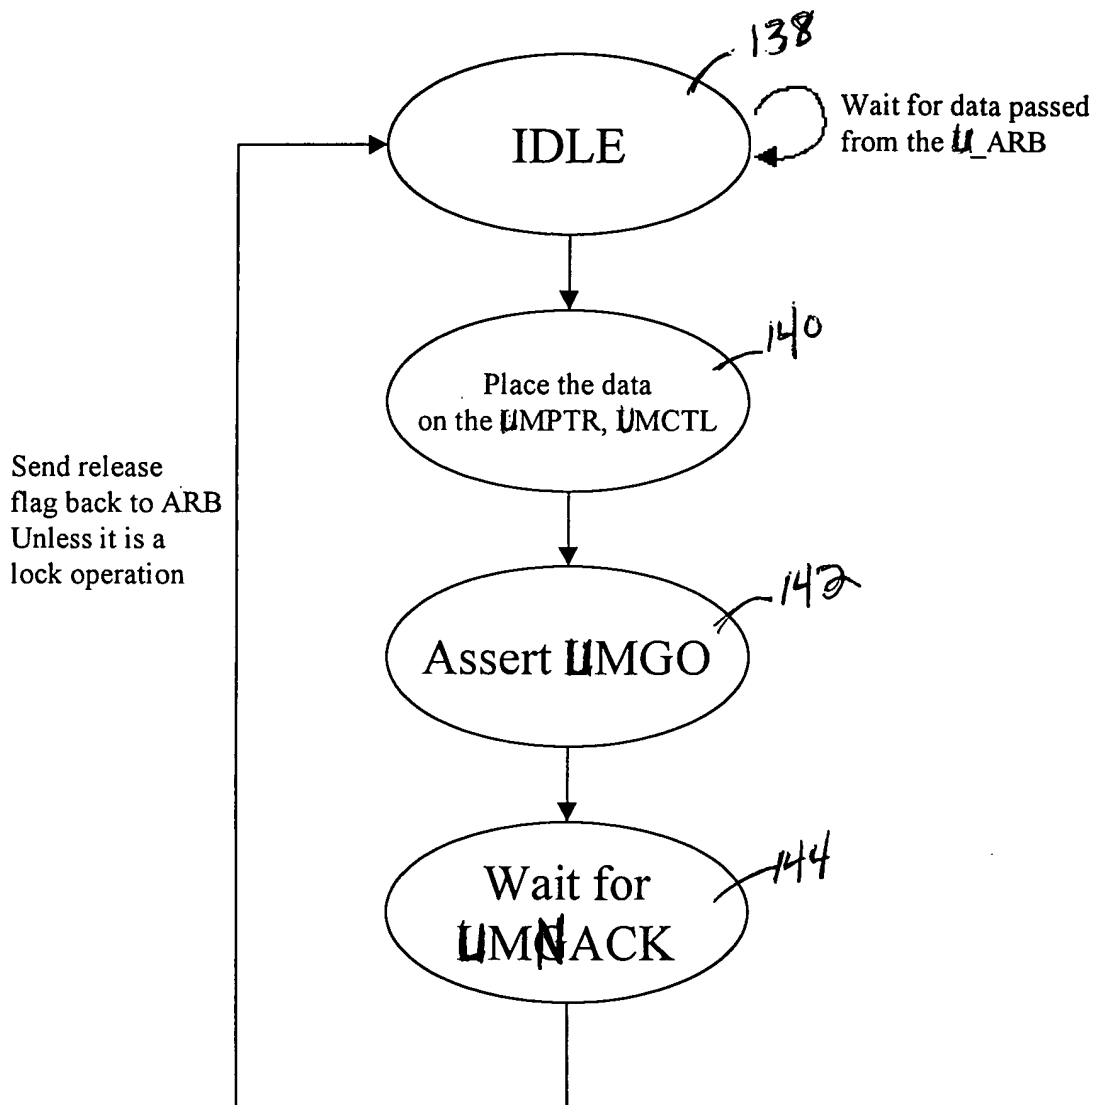 138
IDLE
Wait for data passed
from the U_ARB
140
Place the data
on the UMPTR, UMCTL
Send release
flag back to ARB
Unless it is a
lock operation
142
Assert UMGO
144
Wait for
UMNACK